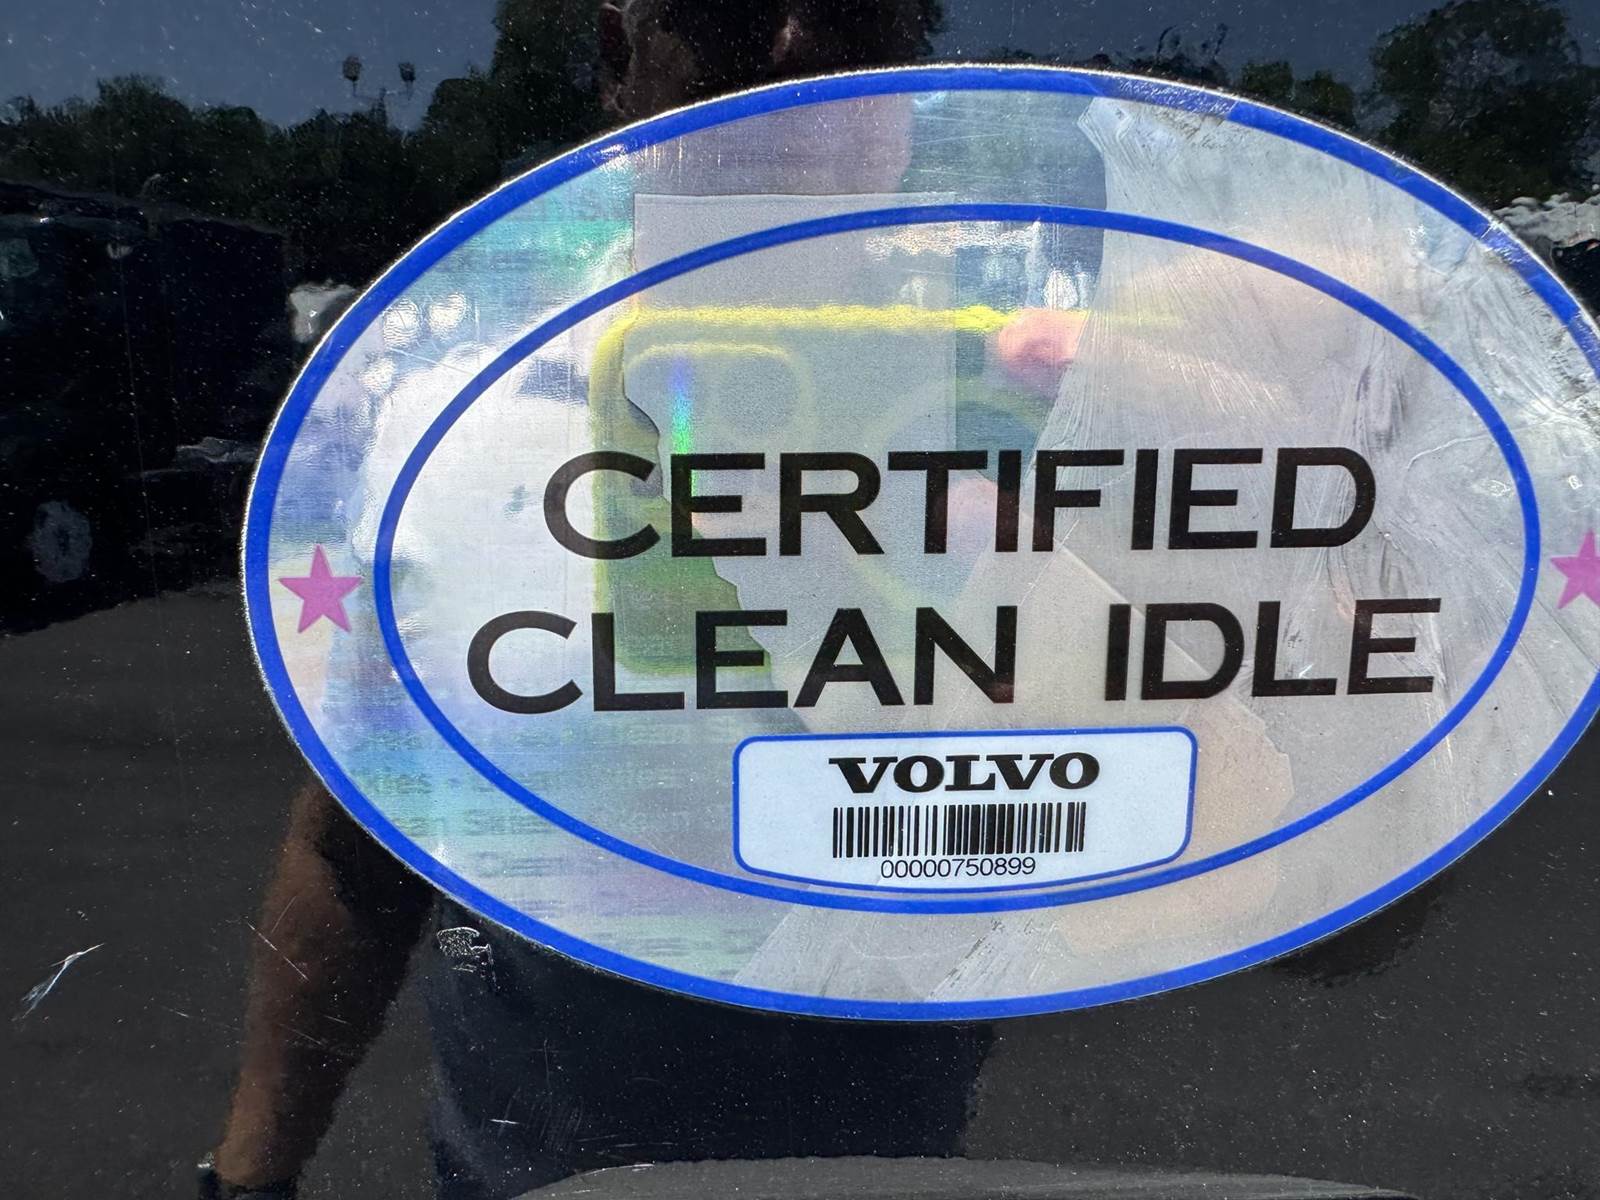 CERTIFIED
CLEAN IDLE
VOLVO
00000750899